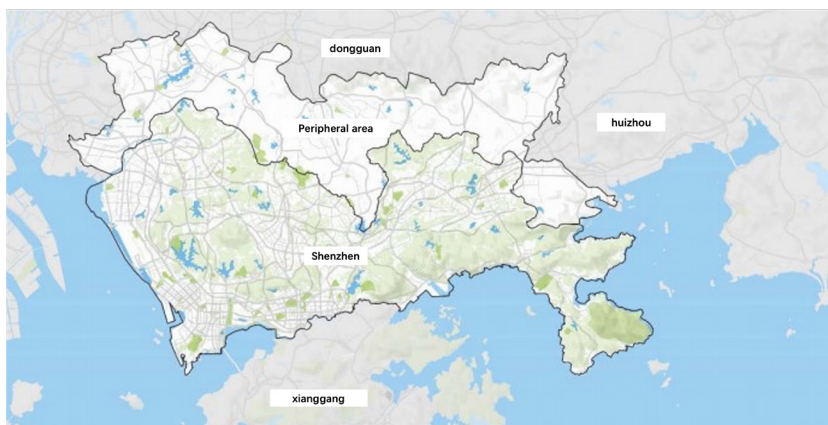 dongguan
Peripheral area
huizhou
Shenzhen
xianggang